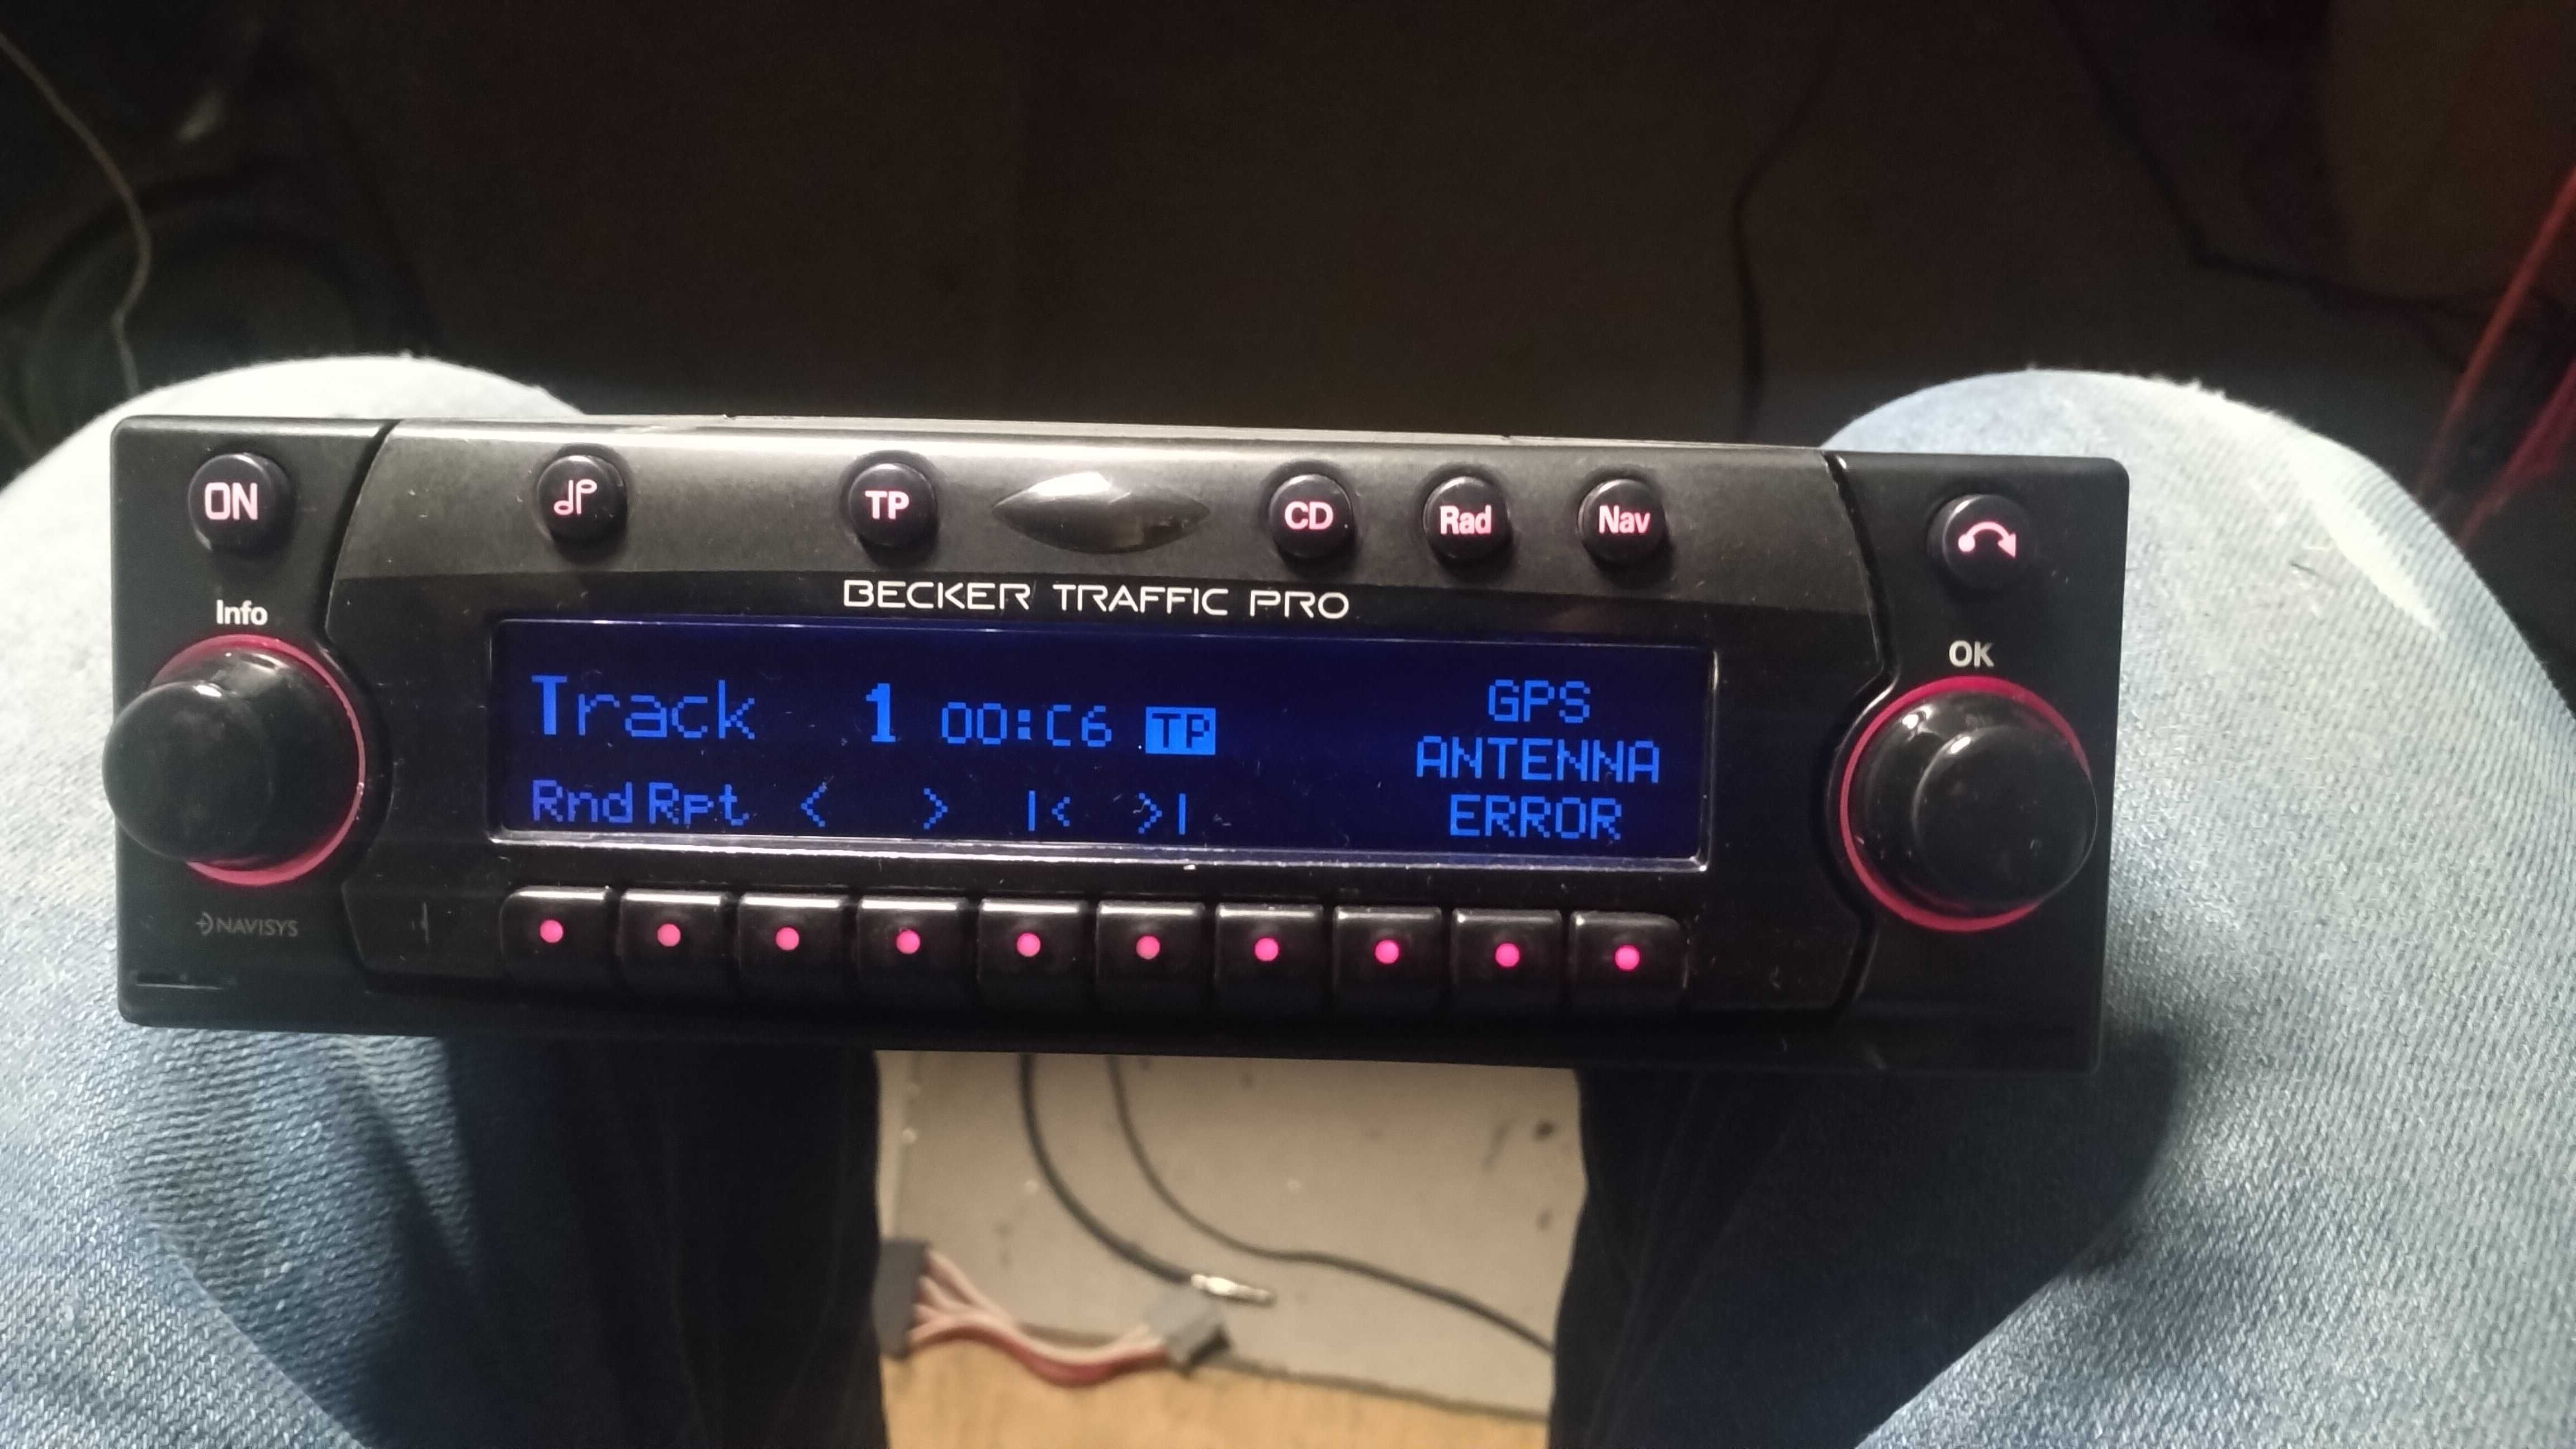 ON
TP
CD
Rad
Nav
Info
BECKER TRAFFIC PRO
OK
Track 1 00:C6 TP
GPS
ANTENNA
ERROR
Rnd Rpt < > |< >|
NAVISYS